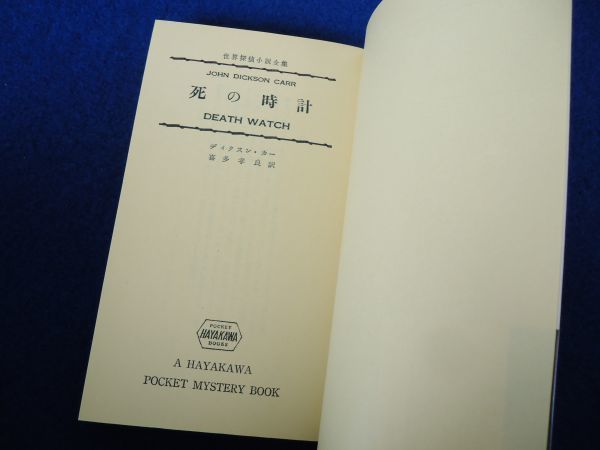 世界探偵小説全集
JOHN DICKSON CARR
死の時計
DEATH WATCH
ディクスン・カー
喜多孝良訳
POCKET
HAYAKAWA
BOOKS
A HAYAKAWA
POCKET MYSTERY BOOK